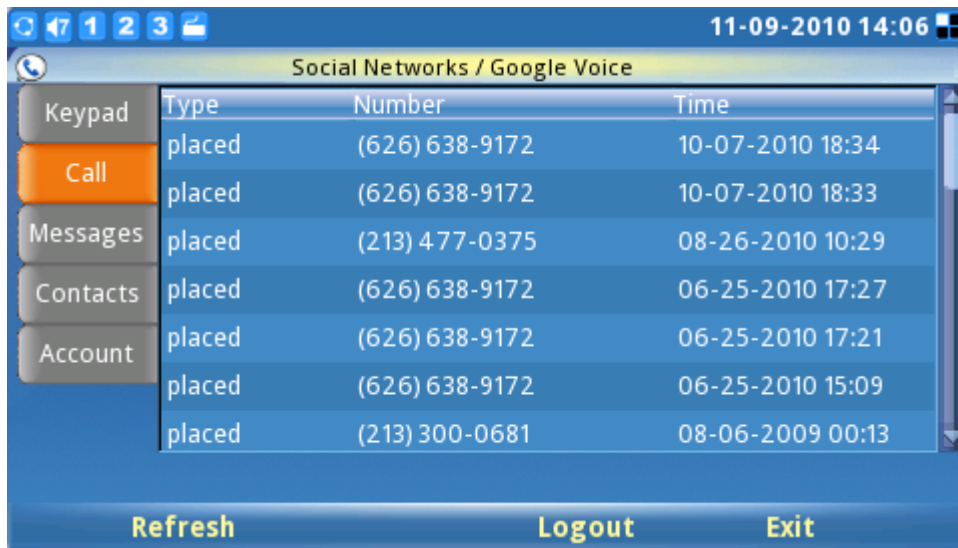 1 2 3 11-09-2010 14:06
Social Networks / Google Voice
Keypad
Call
Messages
Contacts
Account
Type Number Time
placed (626) 638-9172 10-07-2010 18:34
placed (626) 638-9172 10-07-2010 18:33
placed (213) 477-0375 08-26-2010 10:29
placed (626) 638-9172 06-25-2010 17:27
placed (626) 638-9172 06-25-2010 17:21
placed (626) 638-9172 06-25-2010 15:09
placed (213) 300-0681 08-06-2009 00:13
Refresh Logout Exit